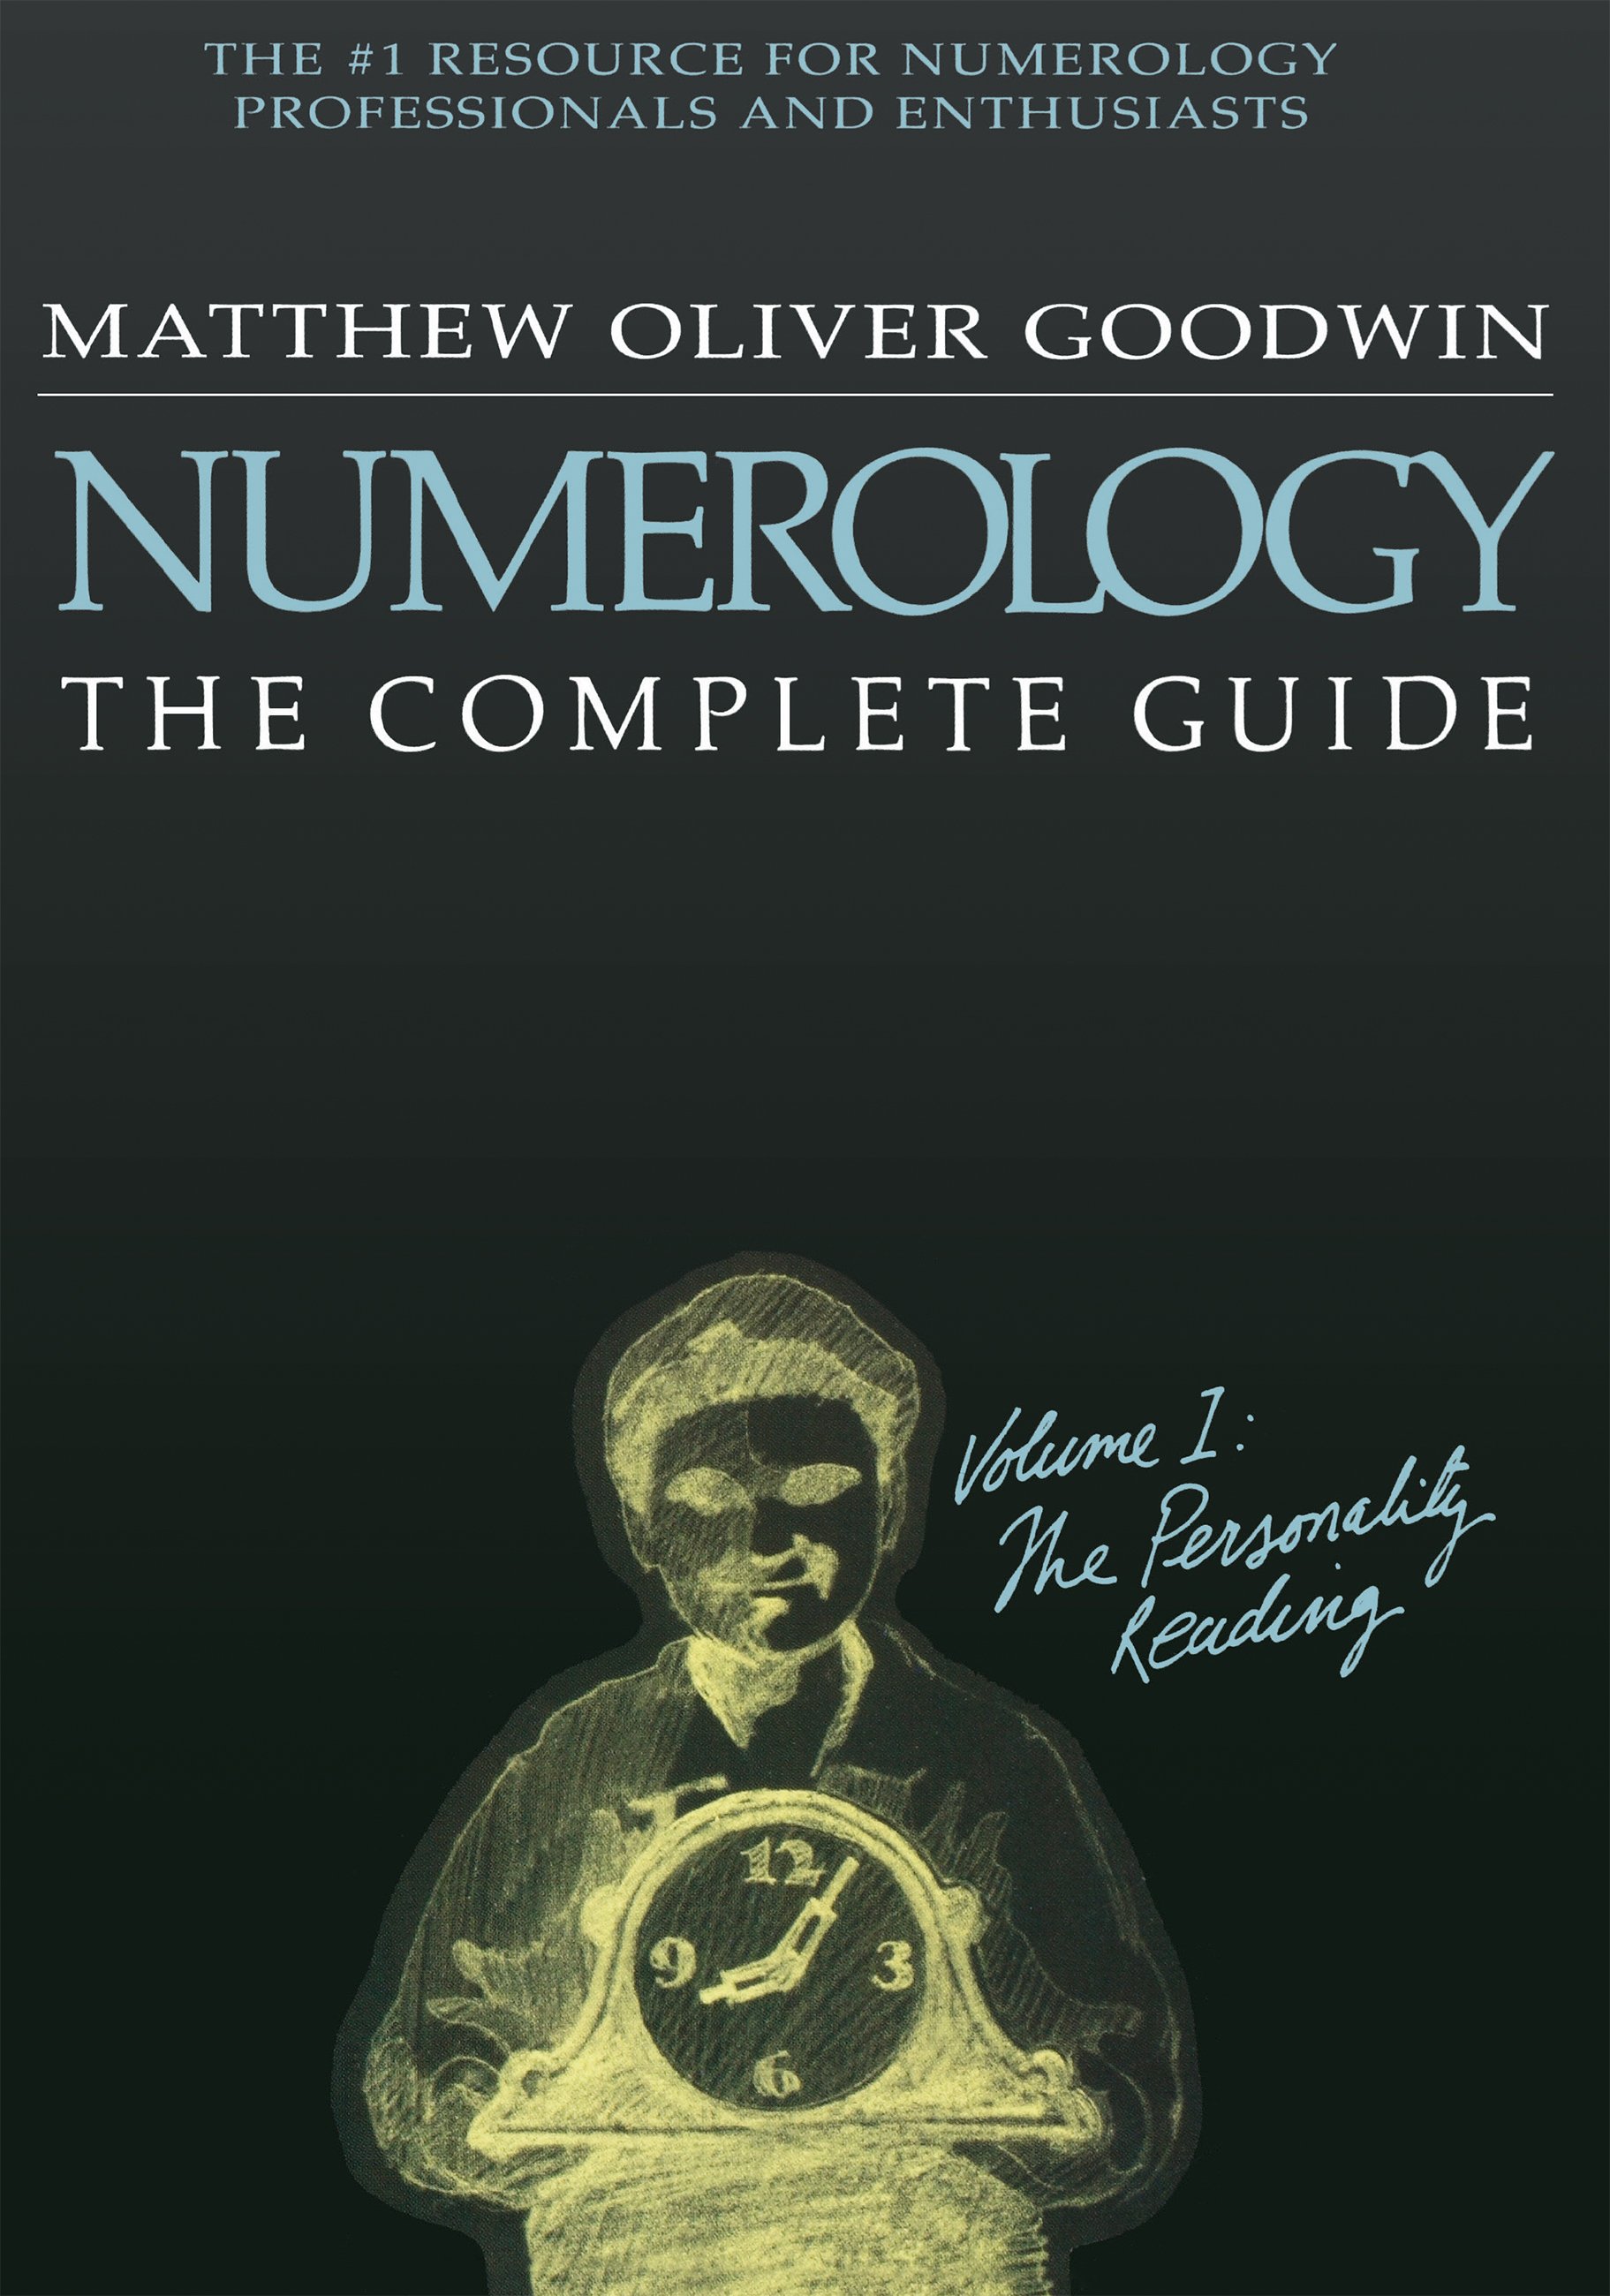 THE #1 RESOURCE FOR NUMEROLOGY
PROFESSIONALS AND ENTHUSIASTS
MATTHEW OLIVER GOODWIN
NUMEROLOGY
THE COMPLETE GUIDE
Volume I:
The Personality
Reading
12
9
3
6